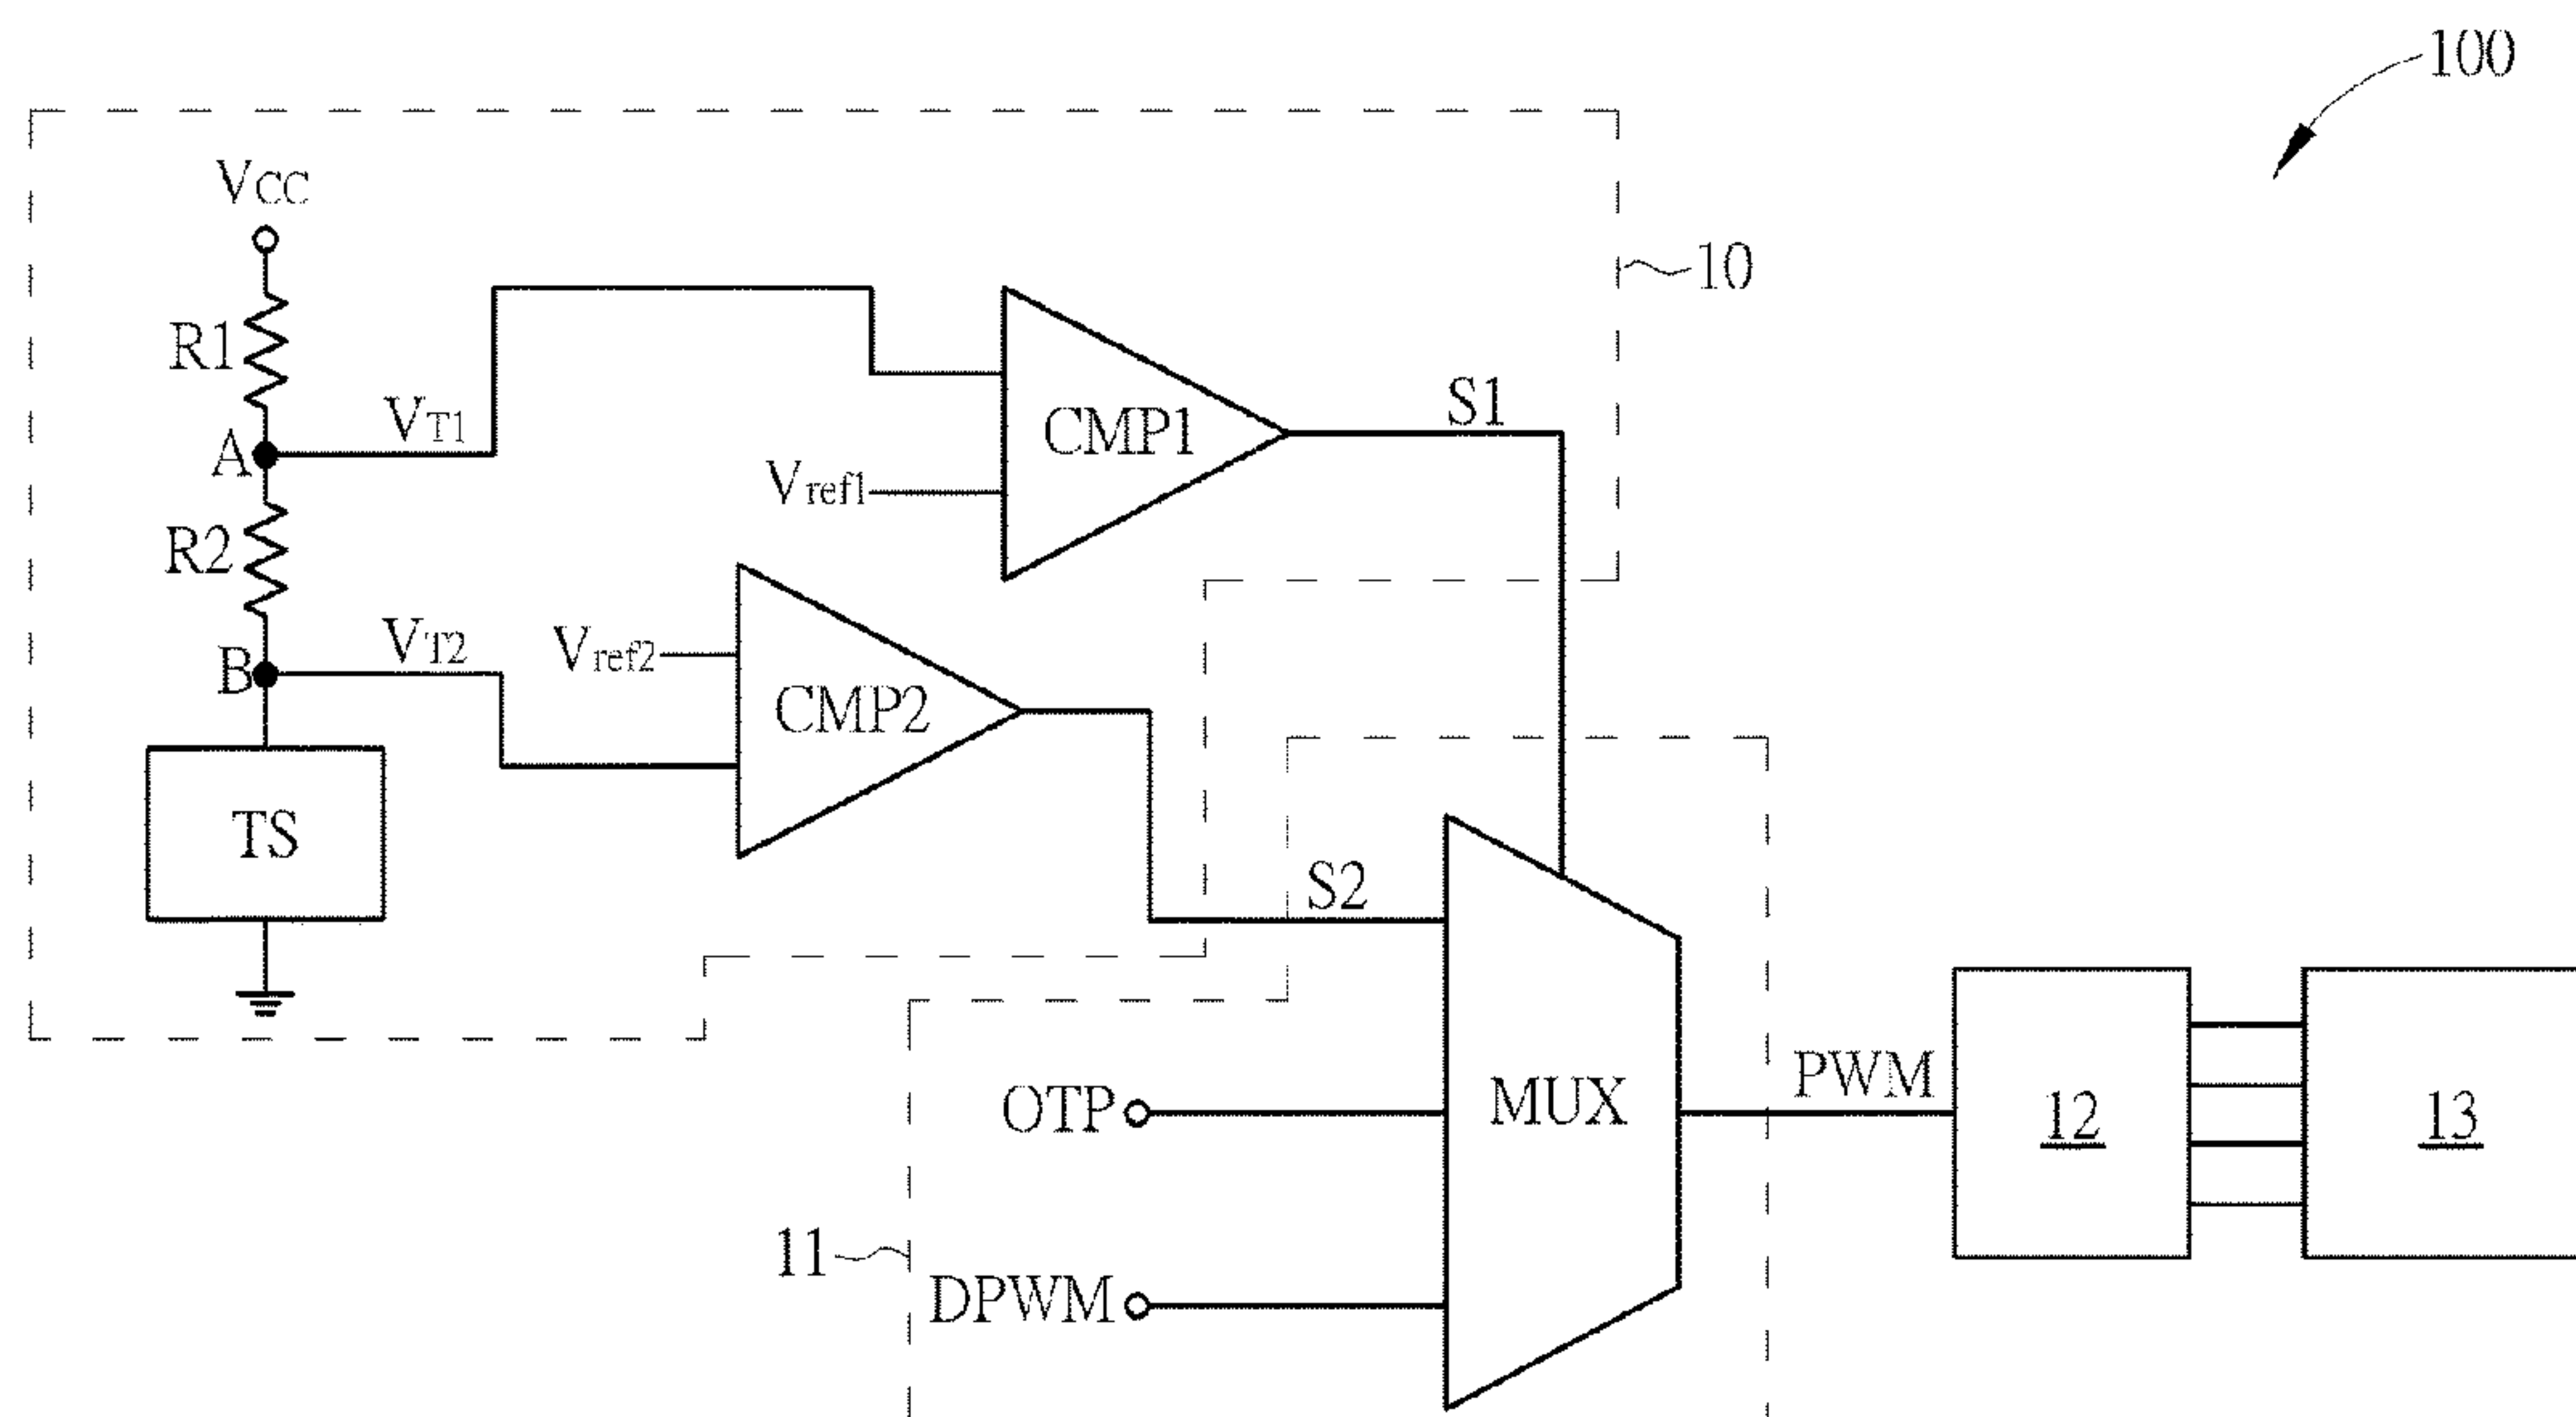 100
VCC
10
R1
VT1
S1
A
CMP1
Vref1
R2
VT2
Vref2
B
CMP2
TS
S2
OTP
MUX
PWM
12
13
11
DPWM